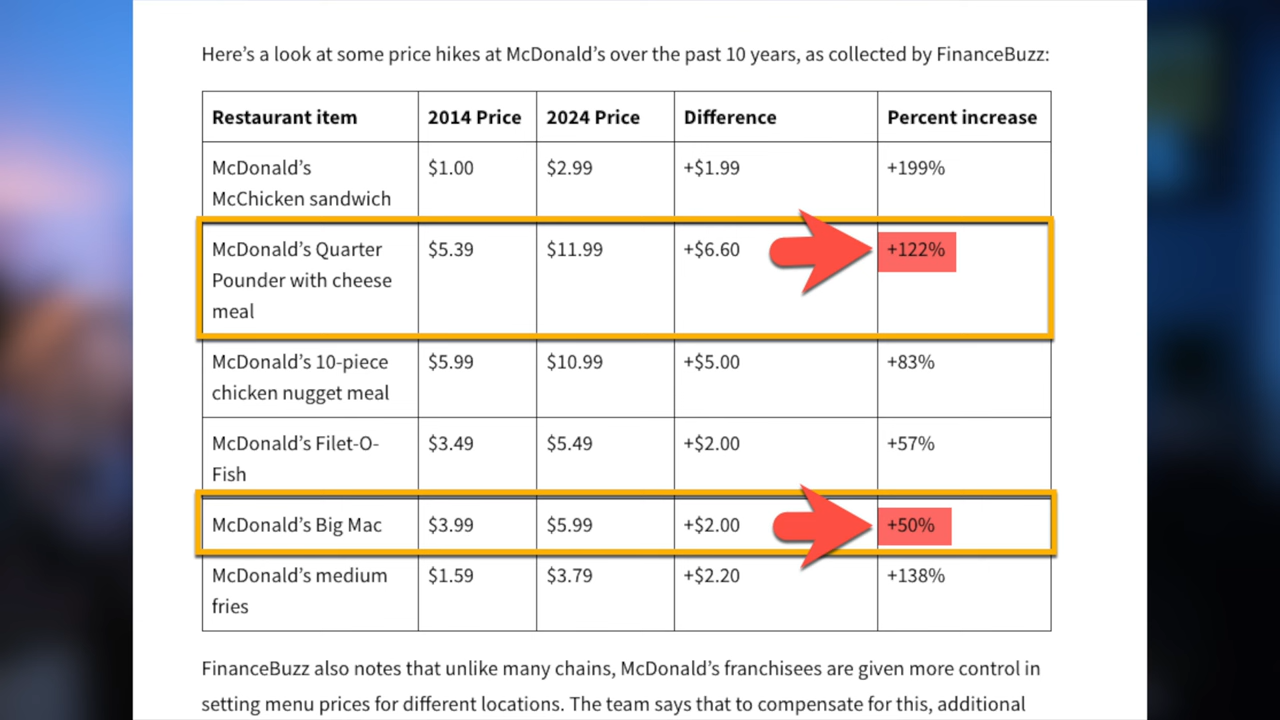 Here’s a look at some price hikes at McDonald’s over the past 10 years, as collected by FinanceBuzz:
Restaurant item 2014 Price 2024 Price Difference Percent increase
McDonald’s $1.00 $2.99 +$1.99 +199%
McChicken sandwich
McDonald’s Quarter $5.39 $11.99 +$6.60 +122%
Pounder with cheese
meal
McDonald’s 10-piece $5.99 $10.99 +$5.00 +83%
chicken nugget meal
McDonald’s Filet-O- $3.49 $5.49 +$2.00 +57%
Fish
McDonald’s Big Mac $3.99 $5.99 +$2.00 +50%
McDonald’s medium $1.59 $3.79 +$2.20 +138%
fries
FinanceBuzz also notes that unlike many chains, McDonald’s franchisees are given more control in
setting menu prices for different locations. The team says that to compensate for this, additional